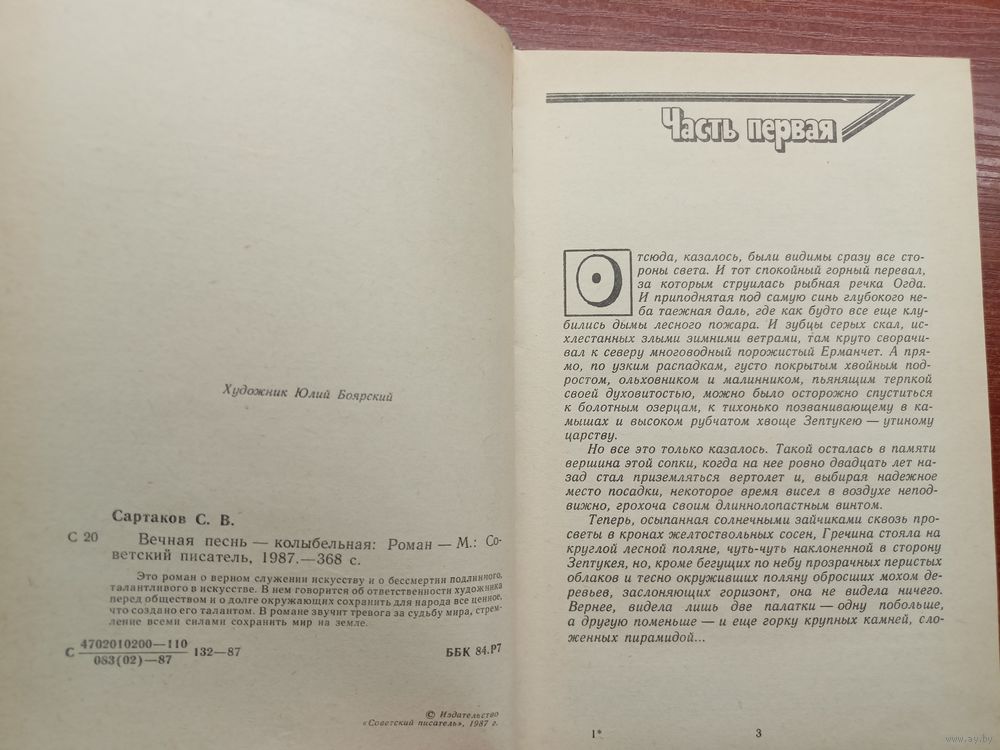 Художник Юлий Боярский
Сартаков С. В.
С 20
Вечная песнь — колыбельная: Роман — М.: Со-
ветский писатель, 1987.—368 с.
Это роман о верном служении искусству и о бессмертии подлинного,
талантливого в искусстве. В нем говорится об ответственности художника
перед обществом и о долге окружающих сохранить для народа все ценное,
что создано его талантом. В романе звучит тревога за судьбу мира, стрем-
ление всеми силами сохранить мир на земле.
С 4702010200—110
083(02)—87
132—87
ББК 84.Р7
© Издательство
«Советский писатель», 1987 г.
Часть первая
Отсюда, казалось, были видимы сразу все сто-
роны света. И тот спокойный горный перевал,
за которым струилась рыбная речка Огда.
И приподнятая под самую синь глубокого не-
ба таежная даль, где как будто все еще клу-
бились дымы лесного пожара. И зубцы серых скал, ис-
хлестанных злыми зимними ветрами, там круто сворачи-
вал к северу многоводный порожистый Ерманчет. А пря-
мо, по узким распадкам, густо покрытым хвойным под-
ростом, ольховником и малинником, пьянящим терпкой
своей духовитостью, можно было осторожно спуститься
к болотным озерцам, к тихонько позванивающему в ка-
мышах и высоком рубчатом хвоще Зептукею — утиному
царству.
Но все это только казалось. Такой осталась в памяти
вершина этой сопки, когда на нее ровно двадцать лет на-
зад стал приземляться вертолет и, выбирая надежное
место посадки, некоторое время висел в воздухе непод-
вижно, грохоча своим длиннолопастным винтом.
Теперь, осыпанная солнечными зайчиками сквозь про-
светы в кронах желтоствольных сосен, Гречина стояла на
круглой лесной поляне, чуть-чуть наклоненной в сторону
Зептукея, но, кроме бегущих по небу прозрачных перистых
облаков и тесно окруживших поляну обросших мохом де-
ревьев, заслоняющих горизонт, она не видела ничего.
Вернее, видела лишь две палатки — одну побольше,
а другую поменьше — и еще горку крупных камней, сло-
женных пирамидой...
1*
3
www.ay.by